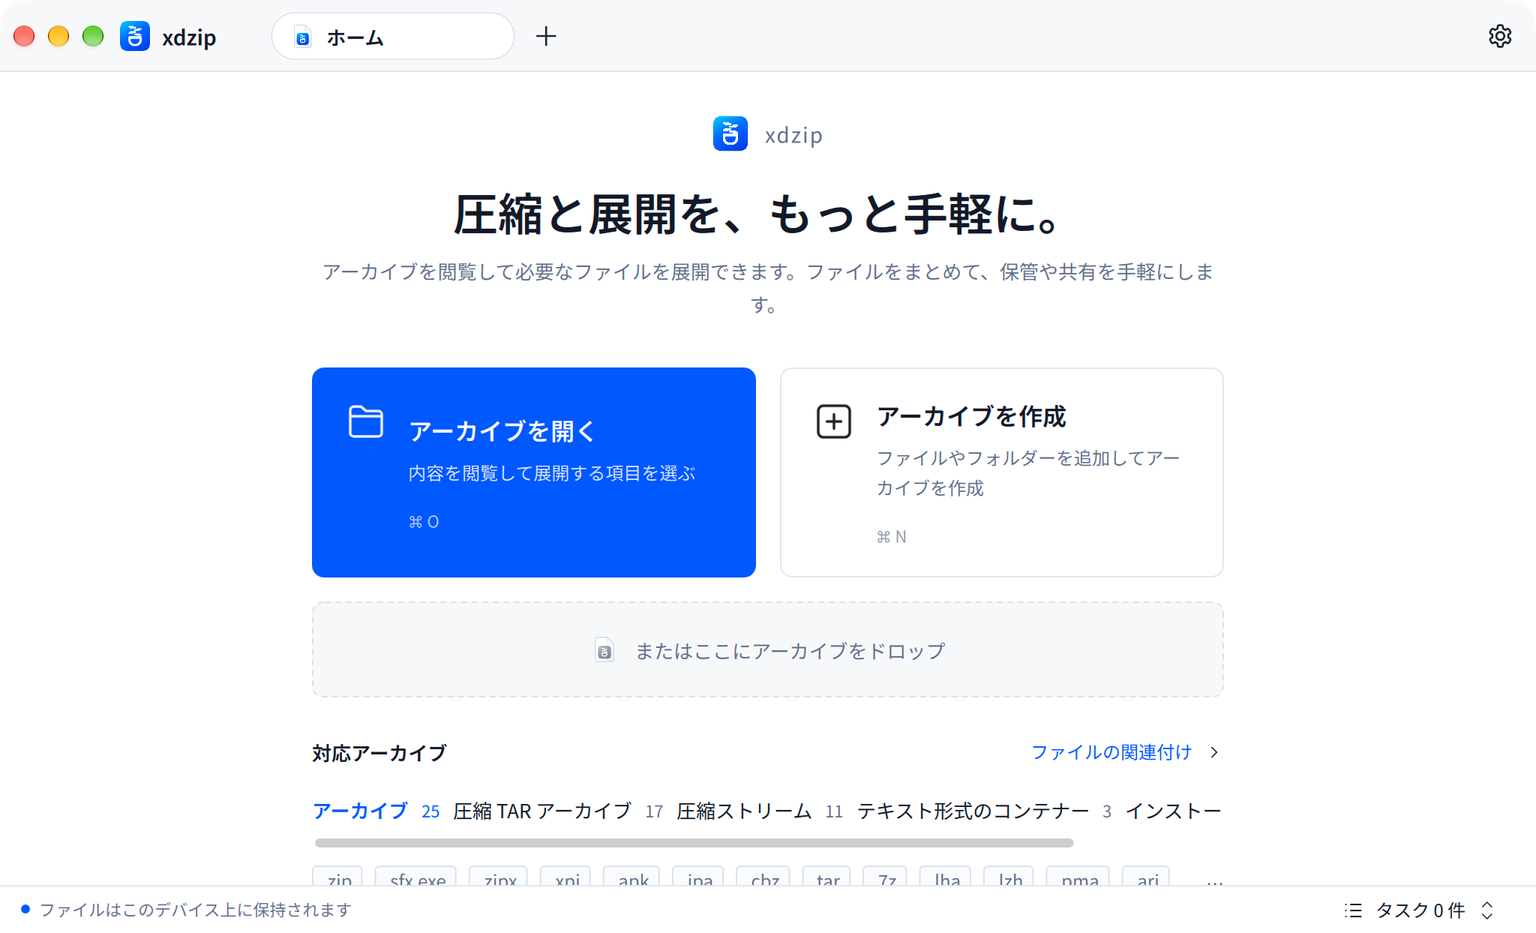 xdzip
ホーム
xdzip
圧縮と展開を、もっと手軽に。
アーカイブを閲覧して必要なファイルを展開できます。ファイルをまとめて、保管や共有を手軽にしま
す。
アーカイブを開く
内容を閲覧して展開する項目を選ぶ
⌘ O
アーカイブを作成
ファイルやフォルダーを追加してアー
カイブを作成
⌘ N
またはここにアーカイブをドロップ
対応アーカイブ
ファイルの関連付け
アーカイブ 25 圧縮 TAR アーカイブ 17 圧縮ストリーム 11 テキスト形式のコンテナー 3 インストー
zip sfx.exe zipx xpi apk ipa cbz tar 7z lha lzh pma arj ...
ファイルはこのデバイス上に保持されます
タスク 0 件